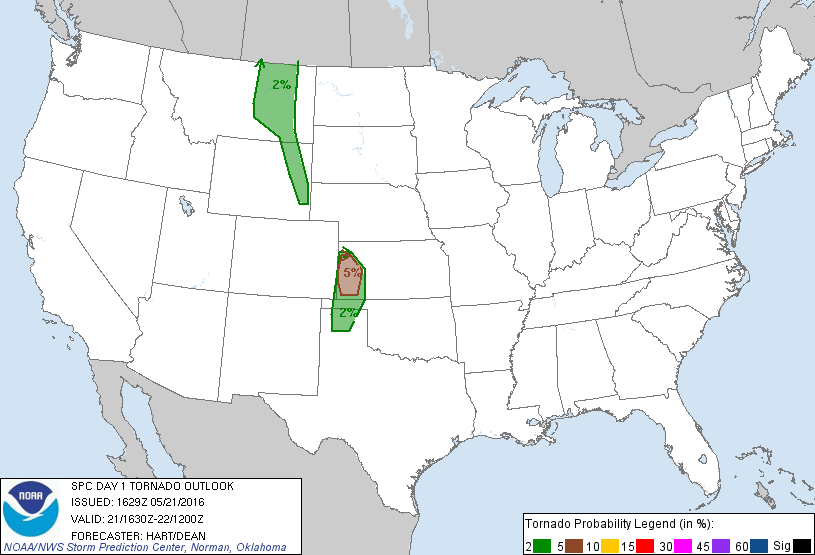 2%
5%
2%
NOAA
SPC DAY 1 TORNADO OUTLOOK
ISSUED: 1629Z 05/21/2016
VALID: 21/1630Z-22/1200Z
FORECASTER: HART/DEAN
NOAA/NWS Storm Prediction Center, Norman, Oklahoma
Tornado Probability Legend (in %):
2 5 10 15 30 45 60 Sig